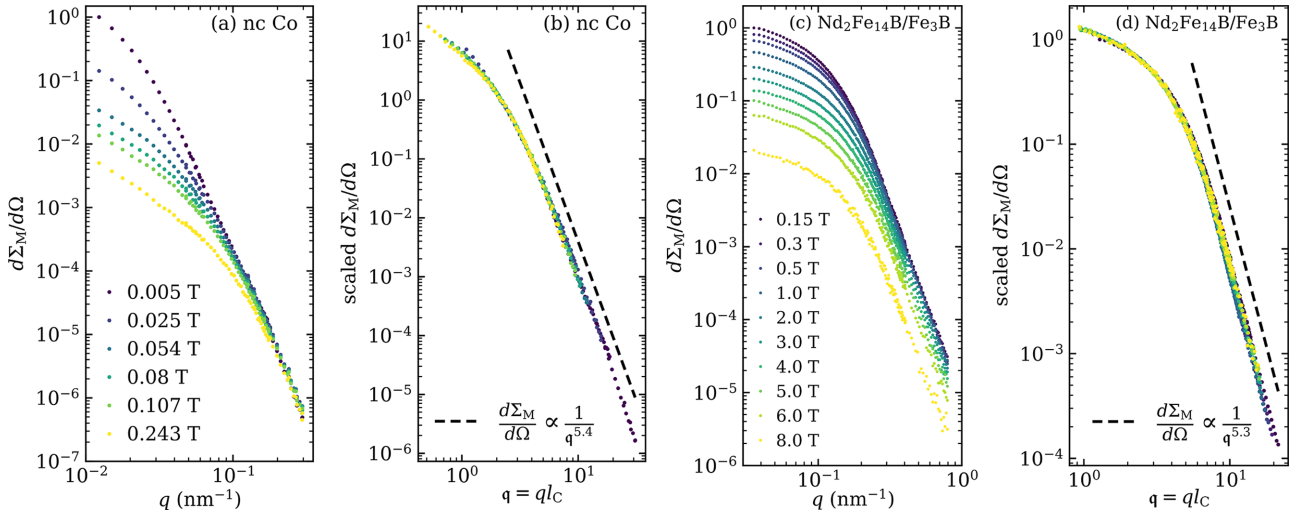 (a) nc Co
dΣ_M/dΩ
10^0
10^-1
10^-2
10^-3
10^-4
10^-5
10^-6
10^-7
0.005 T
0.025 T
0.054 T
0.08 T
0.107 T
0.243 T
10^-2
10^-1
q (nm^-1)
(b) nc Co
scaled dΣ_M/dΩ
10^1
10^0
10^-1
10^-2
10^-3
10^-4
10^-5
10^-6
dΣ_M/dΩ ∝ 1/𝔮^5.4
10^0
10^1
𝔮 = ql_C
(c) Nd2Fe14B/Fe3B
dΣ_M/dΩ
10^0
10^-1
10^-2
10^-3
10^-4
10^-5
10^-6
0.15 T
0.3 T
0.5 T
1.0 T
2.0 T
3.0 T
4.0 T
5.0 T
6.0 T
8.0 T
10^-2
10^-1
10^0
q (nm^-1)
(d) Nd2Fe14B/Fe3B
scaled dΣ_M/dΩ
10^0
10^-1
10^-2
10^-3
10^-4
dΣ_M/dΩ ∝ 1/𝔮^5.3
10^0
10^1
𝔮 = ql_C